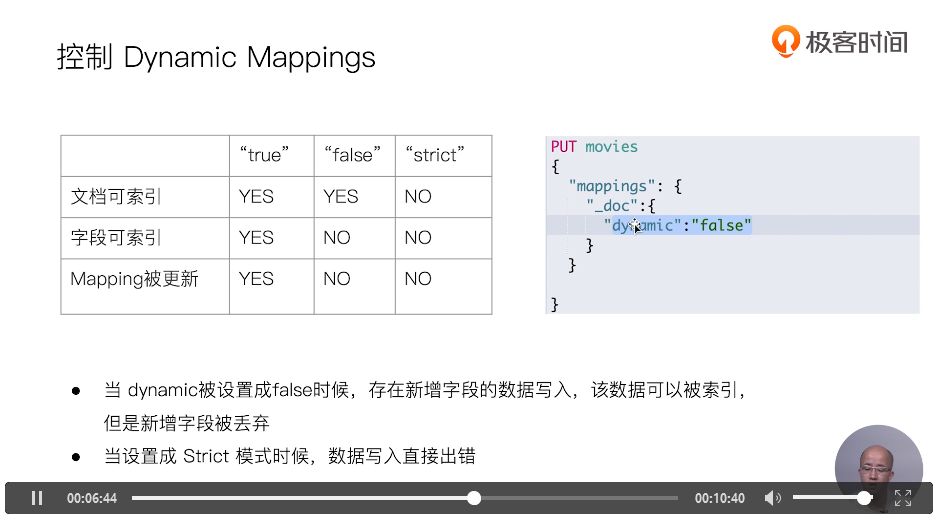 极客时间
控制 Dynamic Mappings
“true” “false” “strict”
文档可索引 YES YES NO
字段可索引 YES NO NO
Mapping被更新 YES NO NO
PUT movies
{
"mappings": {
"_doc":{
"dynamic":"false"
}
}
}
● 当 dynamic被设置成false时候，存在新增字段的数据写入，该数据可以被索引，
但是新增字段被丢弃
● 当设置成 Strict 模式时候，数据写入直接出错
00:06:44 00:10:40